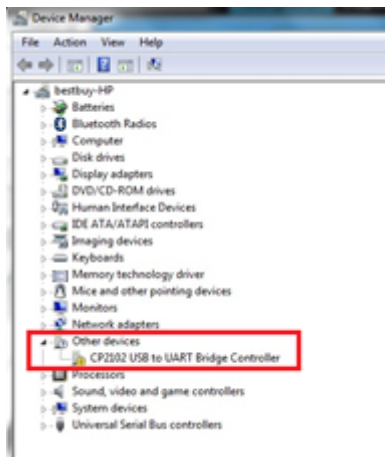 Device Manager
File Action View Help
bestbuy-HP
Batteries
Bluetooth Radios
Computer
Disk drives
Display adapters
DVD/CD-ROM drives
Human Interface Devices
IDE ATA/ATAPI controllers
Imaging devices
Keyboards
Memory technology driver
Mice and other pointing devices
Monitors
Network adapters
Other devices
CP2102 USB to UART Bridge Controller
Processors
Sound, video and game controllers
System devices
Universal Serial Bus controllers